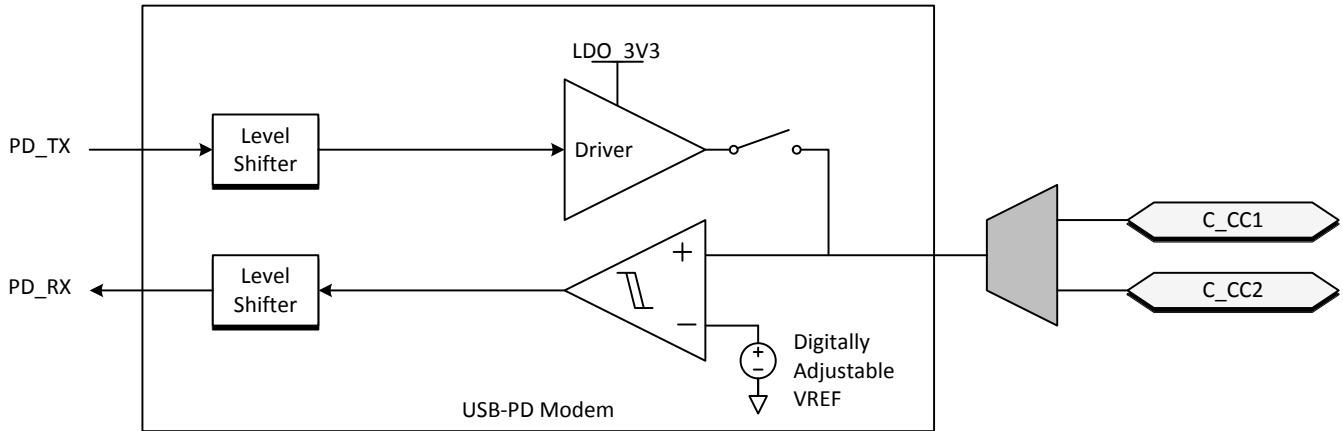 LDO_3V3
PD_TX
Level
Shifter
Driver
C_CC1
+
PD_RX
Level
Shifter
C_CC2
−
+
−
Digitally
Adjustable
VREF
USB-PD Modem